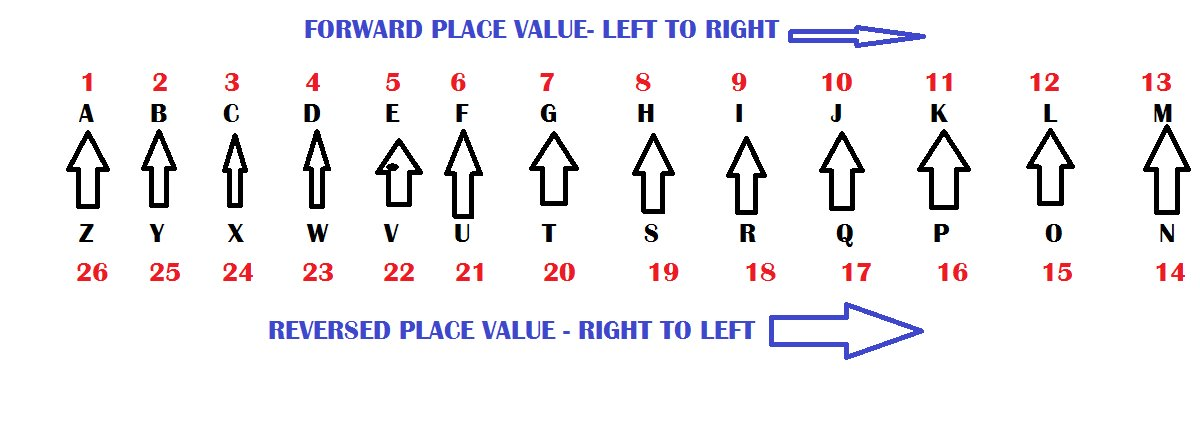 FORWARD PLACE VALUE- LEFT TO RIGHT
1 2 3 4 5 6 7 8 9 10 11 12 13
A B C D E F G H I J K L M
Z Y X W V U T S R Q P O N
26 25 24 23 22 21 20 19 18 17 16 15 14
REVERSED PLACE VALUE - RIGHT TO LEFT